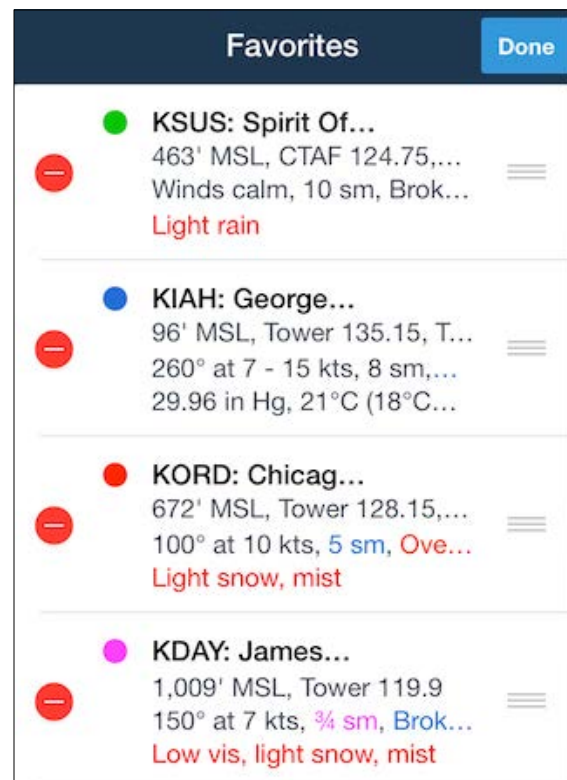 Favorites
Done
KSUS: Spirit Of...
463' MSL, CTAF 124.75,...
Winds calm, 10 sm, Brok...
Light rain
KIAH: George...
96' MSL, Tower 135.15, T...
260° at 7 - 15 kts, 8 sm,...
29.96 in Hg, 21°C (18°C...
KORD: Chicag...
672' MSL, Tower 128.15,...
100° at 10 kts, 5 sm, Ove...
Light snow, mist
KDAY: James...
1,009' MSL, Tower 119.9
150° at 7 kts, ¾ sm, Brok...
Low vis, light snow, mist